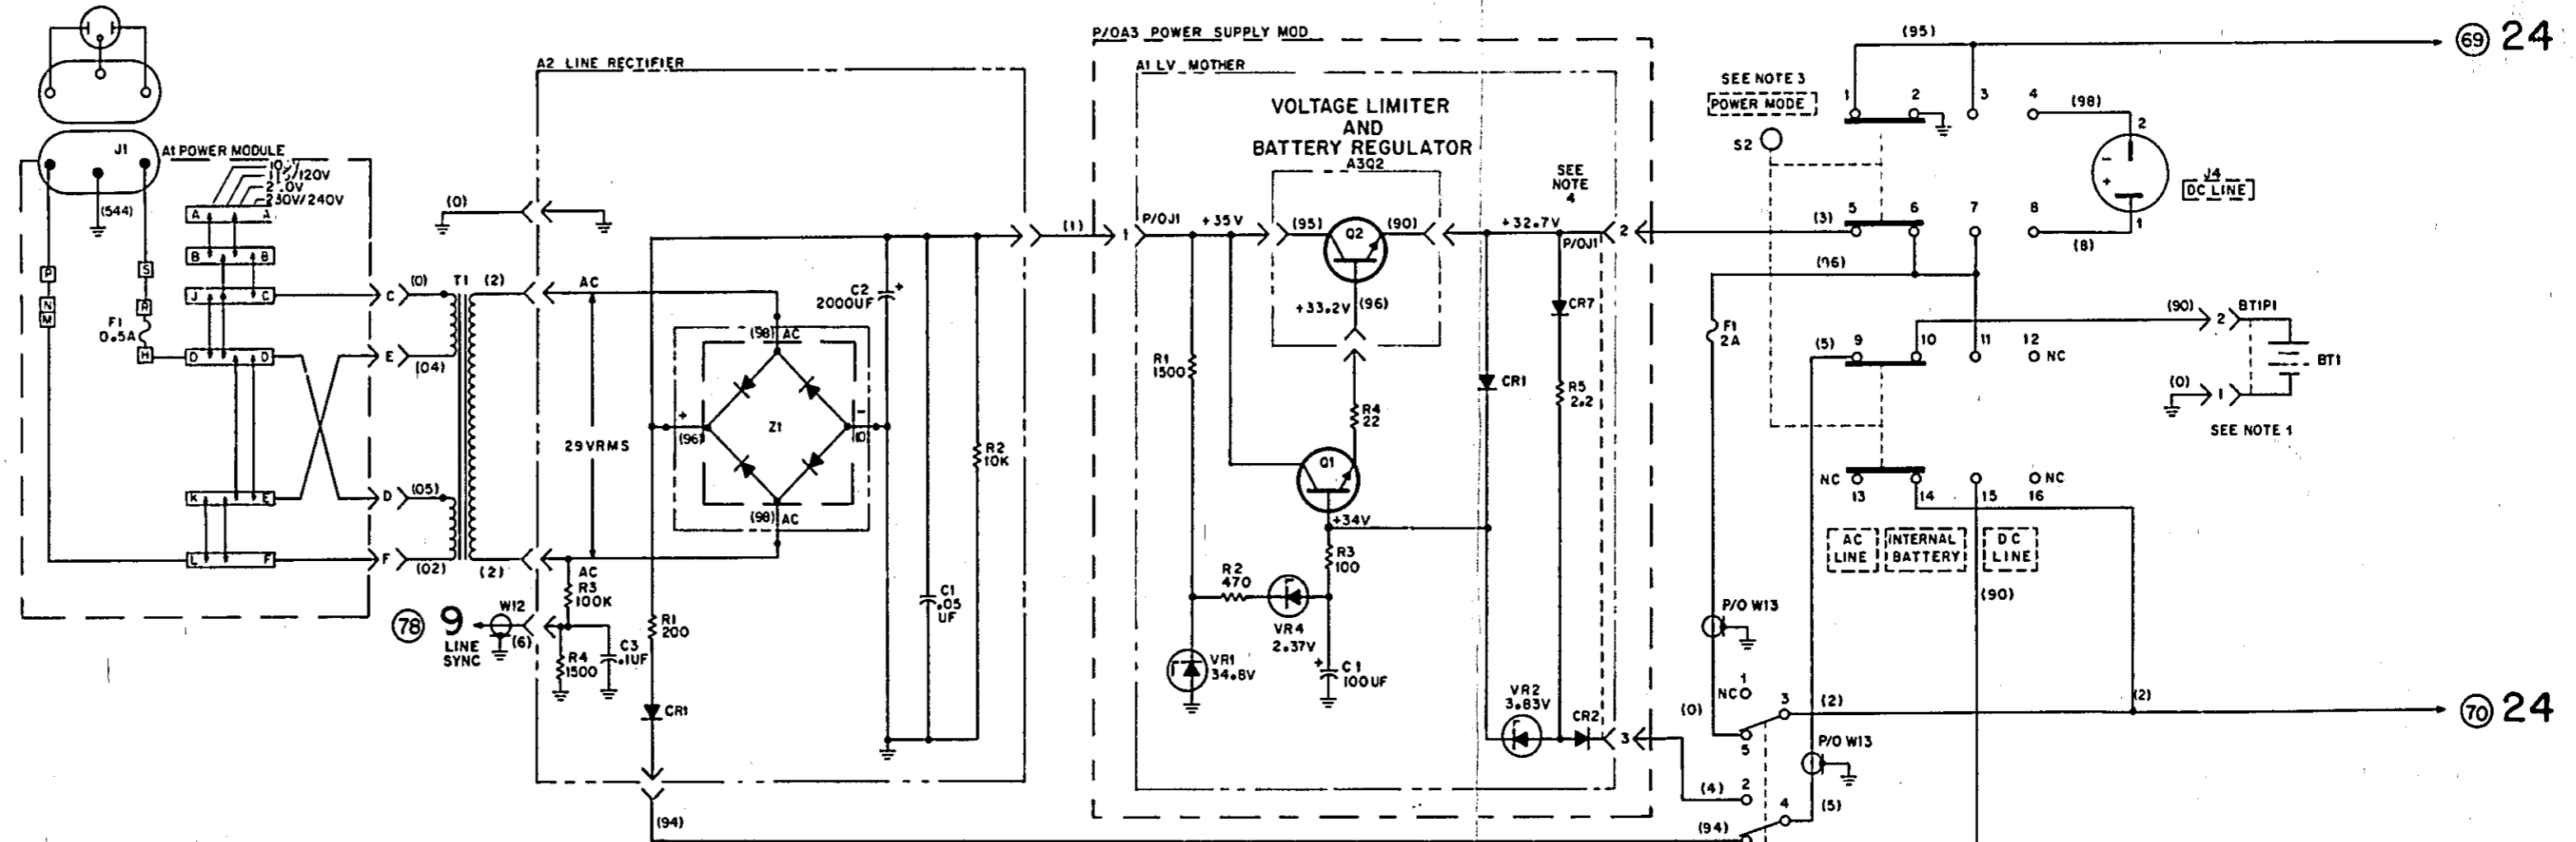 P/OA3 POWER SUPPLY MOD
(95)
69 24
A2 LINE RECTIFIER
A1 LV MOTHER
SEE NOTE 3
POWER MODE
1
2
3
4
(98)
2
VOLTAGE LIMITER
AND
BATTERY REGULATOR
A3Q2
S2
J1
A1 POWER MODULE
/120V
230V/240V
(544)
A
A
(0)
SEE
NOTE
4
-
+
J4
DC LINE
1
(1)
P/OJ1
1
+35V
(95)
Q2
(90)
+32.7V
P/OJ1
2
(3)
5
6
7
8
(8)
B
B
P
S
N
M
R
F1
0.5A
H
J
C
C
(0)
T1
(2)
AC
C2
2000UF
+
+33.2V
(96)
CR7
(90)
2
BT1P1
D
D
E
(04)
(98)
AC
R1
1500
CR1
R5
2.2
F1
2A
(5)
9
10
11
12
NC
BT1
(0)
1
SEE NOTE 1
29VRMS
+
(96)
Z1
-
R2
10K
R4
22
Q1
K
E
D
(05)
(98)
AC
+34V
NC
13
14
15
NC
16
L
F
F
(02)
(2)
AC
R3
100K
R3
100
AC
LINE
INTERNAL
BATTERY
DC
LINE
78 9
LINE
SYNC
W12
(6)
R4
1500
C3
.1UF
R1
200
C1
.05
UF
R2
470
VR4
2.37V
(90)
P/O W13
VR1
34.8V
+
C1
100UF
CR1
VR2
3.83V
CR2
3
NC
1
(0)
5
3
(2)
(2)
70 24
P/O W13
(4)
2
4
(5)
(94)
(94)